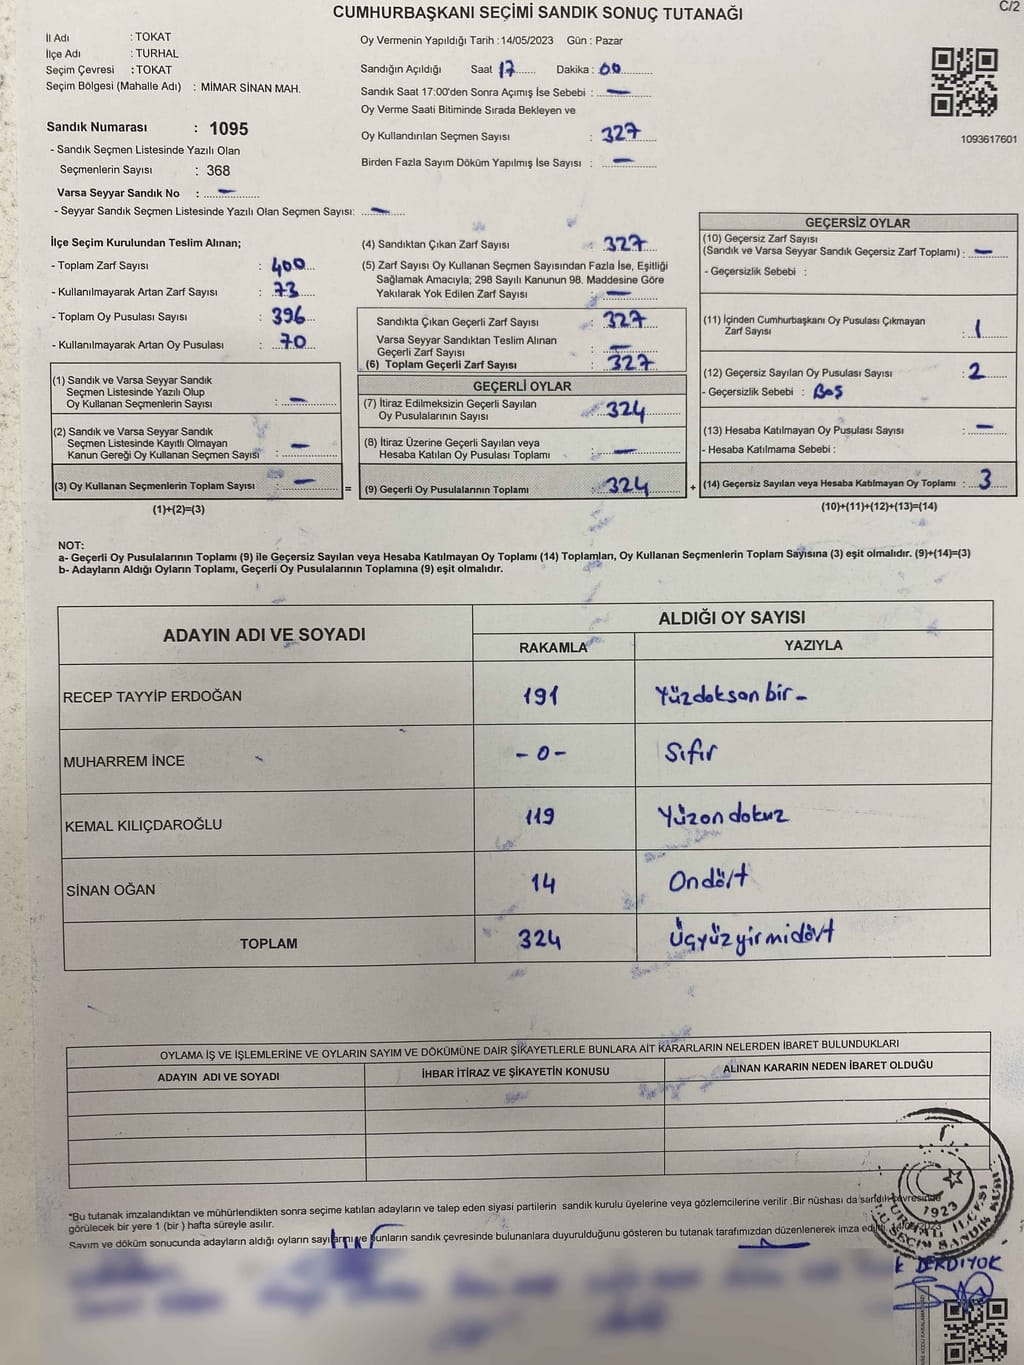 C/2
CUMHURBAŞKANI SEÇİMİ SANDIK SONUÇ TUTANAĞI
İl Adı : TOKAT
İlçe Adı : TURHAL
Seçim Çevresi : TOKAT
Seçim Bölgesi (Mahalle Adı) : MİMAR SİNAN MAH.
Sandık Numarası : 1095
- Sandık Seçmen Listesinde Yazılı Olan
Seçmenlerin Sayısı : 368
Varsa Seyyar Sandık No : —
- Seyyar Sandık Seçmen Listesinde Yazılı Olan Seçmen Sayısı: —
Oy Vermenin Yapıldığı Tarih :14/05/2023 Gün : Pazar
Sandığın Açıldığı Saat 17 Dakika : 00
Sandık Saat 17:00'den Sonra Açımış İse Sebebi : —
Oy Verme Saati Bitiminde Sırada Bekleyen ve
Oy Kullandırılan Seçmen Sayısı : 327
Birden Fazla Sayım Döküm Yapılmış İse Sayısı : —
1093617601
İlçe Seçim Kurulundan Teslim Alınan;
- Toplam Zarf Sayısı : 400
- Kullanılmayarak Artan Zarf Sayısı : 73
- Toplam Oy Pusulası Sayısı : 396
- Kullanılmayarak Artan Oy Pusulası : 70
(1) Sandık ve Varsa Seyyar Sandık
Seçmen Listesinde Yazılı Olup
Oy Kullanan Seçmenlerin Sayısı : —
(2) Sandık ve Varsa Seyyar Sandık
Seçmen Listesinde Kayıtlı Olmayan
Kanun Gereği Oy Kullanan Seçmen Sayısı : —
(3) Oy Kullanan Seçmenlerin Toplam Sayısı : —
(1)+(2)=(3)
=
(4) Sandıktan Çıkan Zarf Sayısı : 327
(5) Zarf Sayısı Oy Kullanan Seçmen Sayısından Fazla İse, Eşitliği
Sağlamak Amacıyla; 298 Sayılı Kanunun 98. Maddesine Göre
Yakılarak Yok Edilen Zarf Sayısı : —
Sandıkta Çıkan Geçerli Zarf Sayısı : 327
Varsa Seyyar Sandıktan Teslim Alınan
Geçerli Zarf Sayısı : —
(6) Toplam Geçerli Zarf Sayısı : 327
GEÇERLİ OYLAR
(7) İtiraz Edilmeksizin Geçerli Sayılan
Oy Pusulalarının Sayısı : 324
(8) İtiraz Üzerine Geçerli Sayılan veya
Hesaba Katılan Oy Pusulası Toplamı : —
(9) Geçerli Oy Pusulalarının Toplamı : 324
+
GEÇERSİZ OYLAR
(10) Geçersiz Zarf Sayısı
(Sandık ve Varsa Seyyar Sandık Geçersiz Zarf Toplamı) : —
- Geçersizlik Sebebi :
(11) İçinden Cumhurbaşkanı Oy Pusulası Çıkmayan
Zarf Sayısı : 1
(12) Geçersiz Sayılan Oy Pusulası Sayısı : 2
- Geçersizlik Sebebi : Boş
(13) Hesaba Katılmayan Oy Pusulası Sayısı : —
- Hesaba Katılmama Sebebi :
(14) Geçersiz Sayılan veya Hesaba Katılmayan Oy Toplamı : 3
(10)+(11)+(12)+(13)=(14)
NOT:
a- Geçerli Oy Pusulalarının Toplamı (9) ile Geçersiz Sayılan veya Hesaba Katılmayan Oy Toplamı (14) Toplamları, Oy Kullanan Seçmenlerin Toplam Sayısına (3) eşit olmalıdır. (9)+(14)=(3)
b- Adayların Aldığı Oyların Toplamı, Geçerli Oy Pusulalarının Toplamına (9) eşit olmalıdır.
ADAYIN ADI VE SOYADI ALDIĞI OY SAYISI
RAKAMLA YAZIYLA
RECEP TAYYİP ERDOĞAN 191 Yüzdoksan bir -
MUHARREM İNCE - 0 - Sıfır
KEMAL KILIÇDAROĞLU 119 Yüzon dokuz
SİNAN OĞAN 14 Ondört
TOPLAM 324 Üçyüzyirmidört
OYLAMA İŞ VE İŞLEMLERİNE VE OYLARIN SAYIM VE DÖKÜMÜNE DAİR ŞİKAYETLERLE BUNLARA AİT KARARLARIN NELERDEN İBARET BULUNDUKLARI
ADAYIN ADI VE SOYADI İHBAR İTİRAZ VE ŞİKAYETİN KONUSU ALINAN KARARIN NEDEN İBARET OLDUĞU
*Bu tutanak imzalandıktan ve mühürlendikten sonra seçime katılan adayların ve talep eden siyasi partilerin sandık kurulu üyelerine veya gözlemcilerine verilir .Bir nüshası da sandık çevresinde
görülecek bir yere 1 (bir ) hafta süreyle asılır.
Sayım ve döküm sonucunda adayların aldığı oyların sayılarını ve bunların sandık çevresinde bulunanlara duyurulduğunu gösteren bu tutanak tarafımızdan düzenlenerek imza edildi.
1923